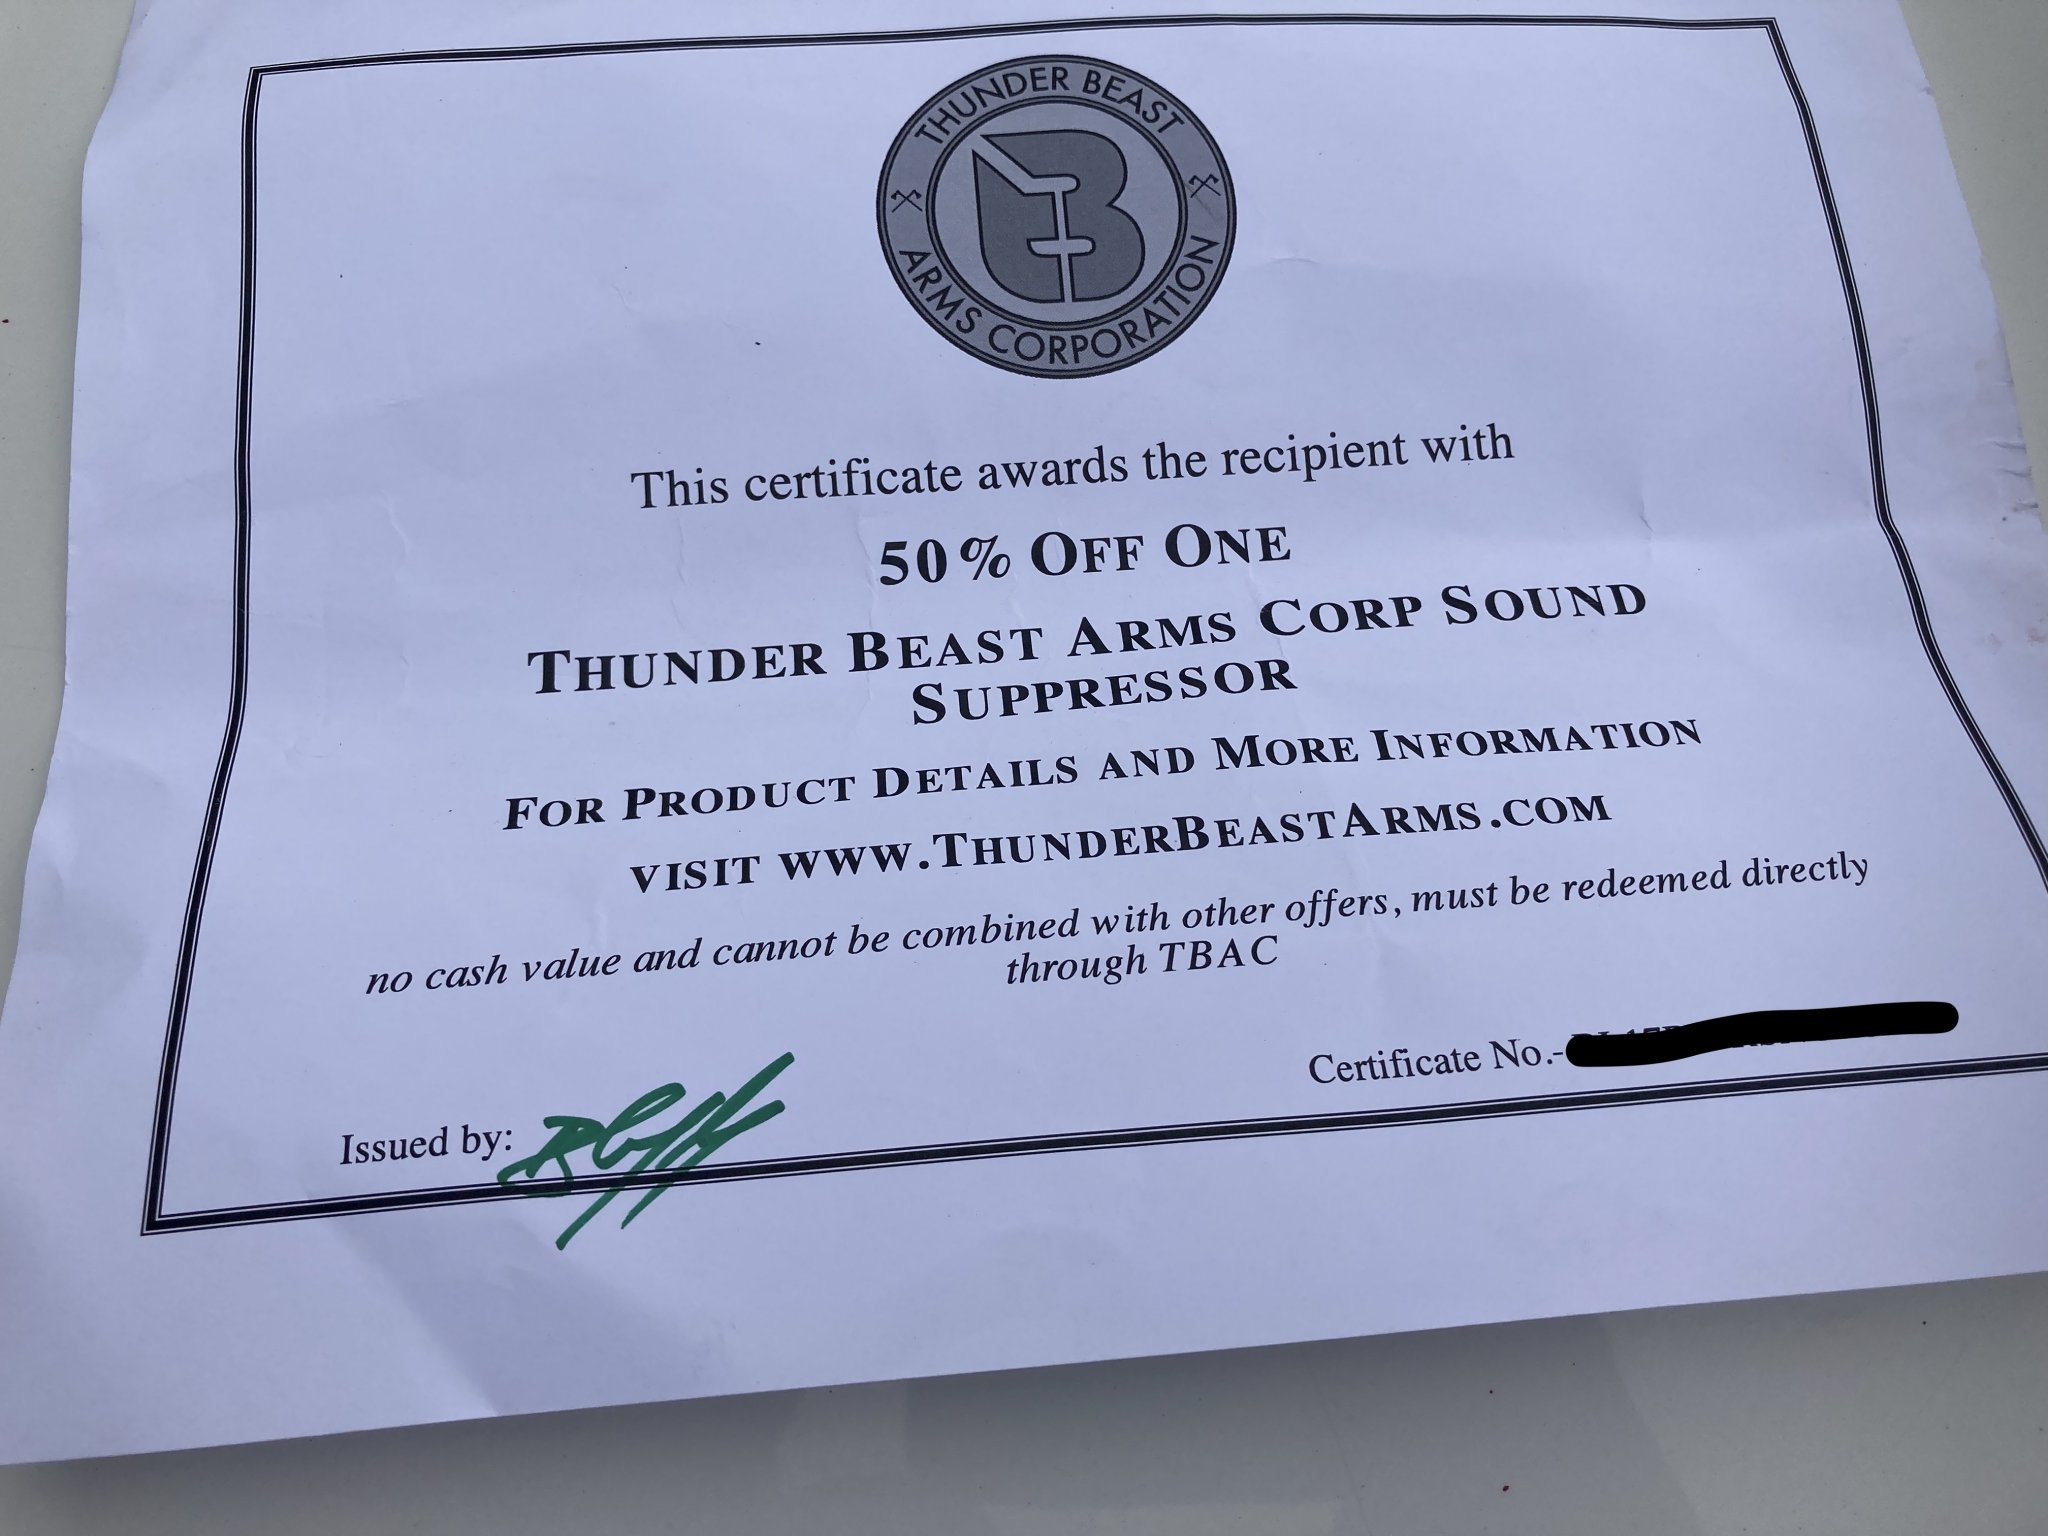 THUNDER BEAST
ARMS CORPORATION
This certificate awards the recipient with
50% OFF ONE
THUNDER BEAST ARMS CORP SOUND
SUPPRESSOR
FOR PRODUCT DETAILS AND MORE INFORMATION
VISIT WWW.THUNDERBEASTARMS.COM
no cash value and cannot be combined with other offers, must be redeemed directly
through TBAC
Certificate No.-
Issued by: